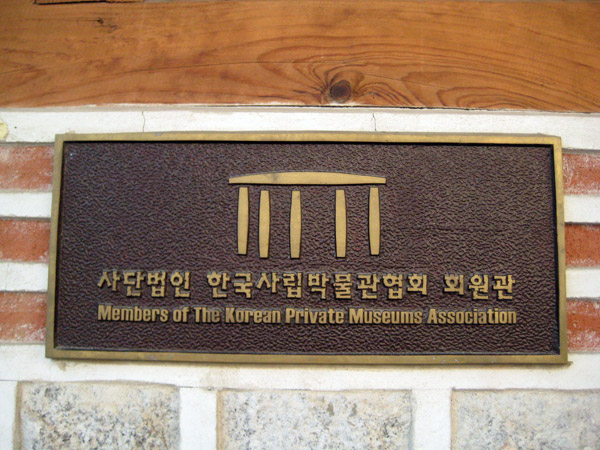 사단법인 한국사립박물관협회 회원관
Members of The Korean Private Museums Association